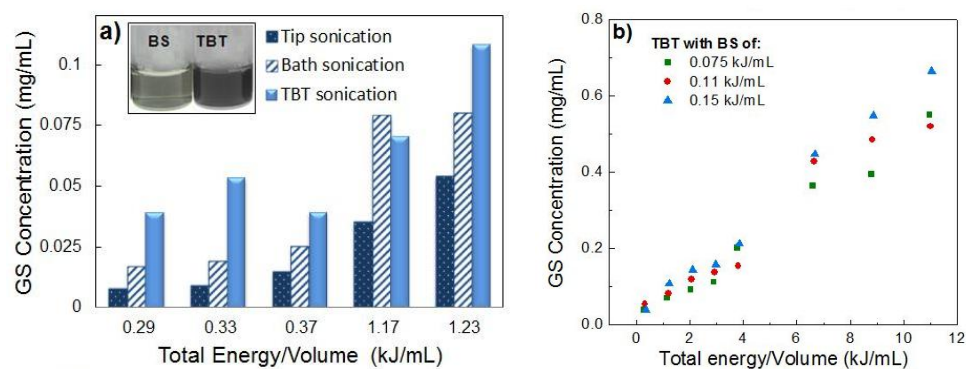 a)
BS TBT
Tip sonication
Bath sonication
TBT sonication
GS Concentration (mg/mL)
0.1
0.075
0.05
0.025
0
0.29 0.33 0.37 1.17 1.23
Total Energy/Volume (kJ/mL)
b)
TBT with BS of:
0.075 kJ/mL
0.11 kJ/mL
0.15 kJ/mL
GS Concentration (mg/mL)
0.8
0.6
0.4
0.2
0.0
0 2 4 6 8 10 12
Total energy/Volume (kJ/mL)